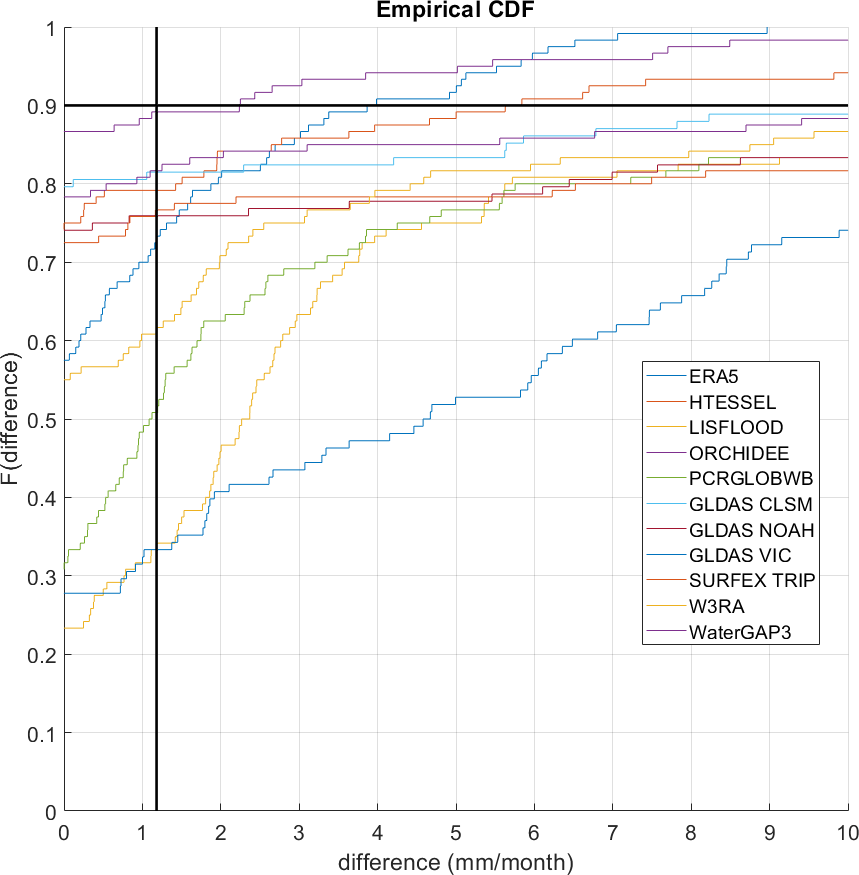 Empirical CDF
1
0.9
0.8
0.7
0.6
0.5
0.4
0.3
0.2
0.1
0
F(difference)
ERA5
HTESSEL
LISFLOOD
ORCHIDEE
PCRGLOBWB
GLDAS CLSM
GLDAS NOAH
GLDAS VIC
SURFEX TRIP
W3RA
WaterGAP3
0 1 2 3 4 5 6 7 8 9 10
difference (mm/month)